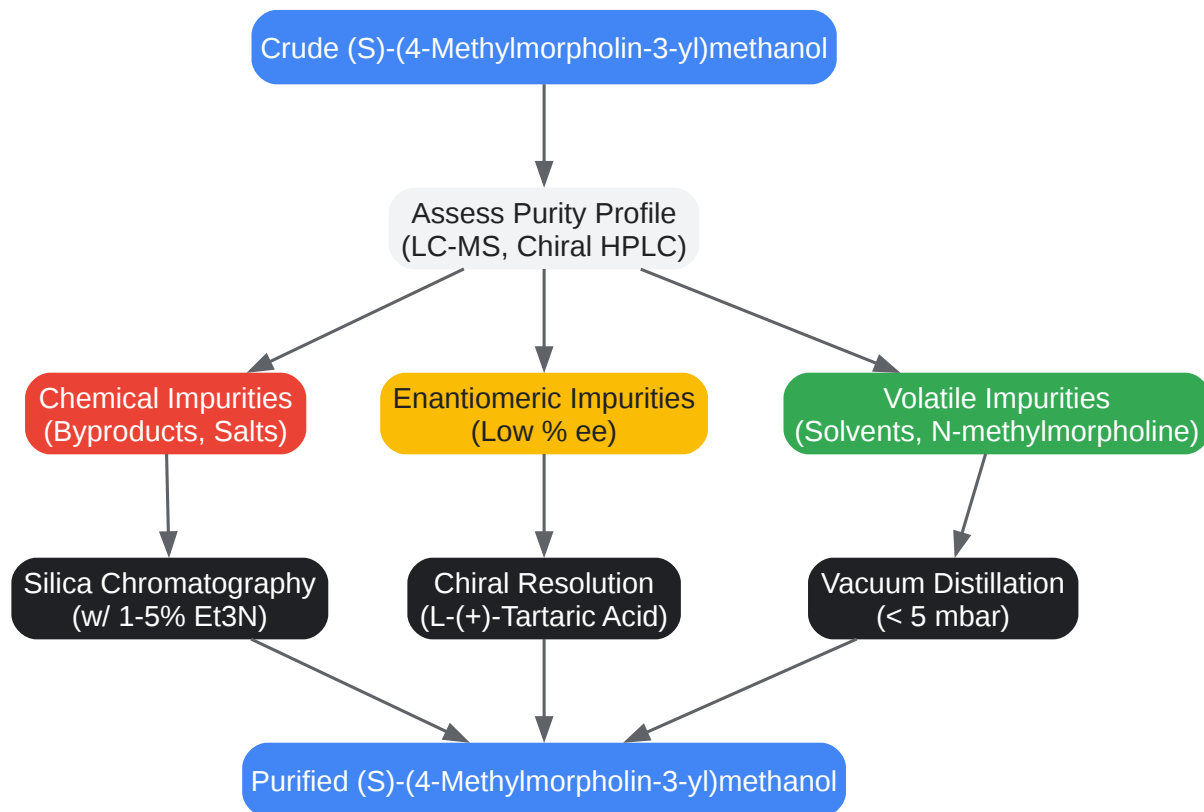 Crude (S)-(4-Methylmorpholin-3-yl)methanol
Assess Purity Profile
(LC-MS, Chiral HPLC)
Chemical Impurities
(Byproducts, Salts)
Enantiomeric Impurities
(Low % ee)
Volatile Impurities
(Solvents, N-methylmorpholine)
Silica Chromatography
(w/ 1-5% Et3N)
Chiral Resolution
(L-(+)-Tartaric Acid)
Vacuum Distillation
(< 5 mbar)
Purified (S)-(4-Methylmorpholin-3-yl)methanol